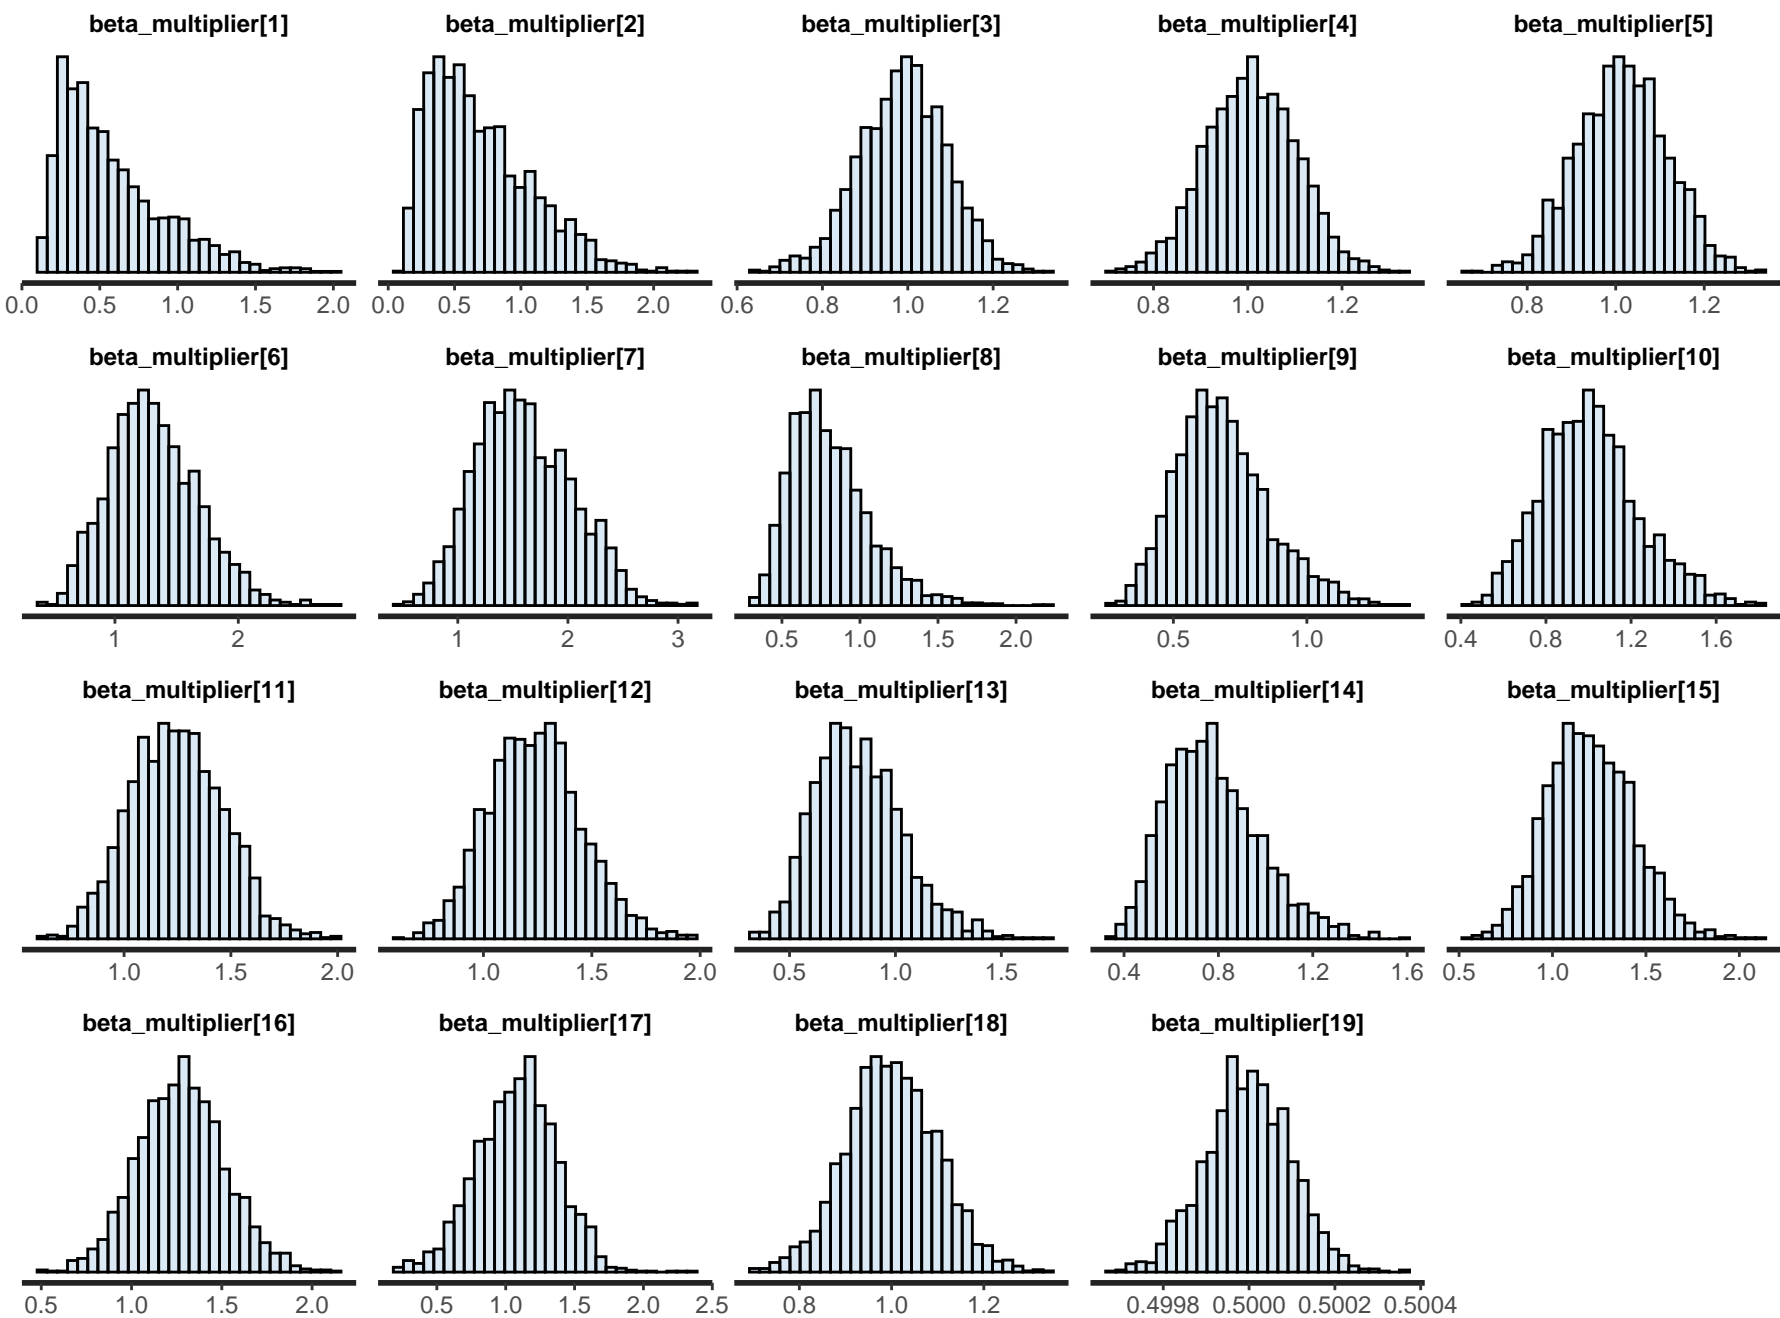 beta_multiplier[1] beta_multiplier[2] beta_multiplier[3] beta_multiplier[4] beta_multiplier[5]
0.0 0.5 1.0 1.5 2.0 0.0 0.5 1.0 1.5 2.0 0.6 0.8 1.0 1.2 0.8 1.0 1.2 0.8 1.0 1.2
beta_multiplier[6] beta_multiplier[7] beta_multiplier[8] beta_multiplier[9] beta_multiplier[10]
1 2 1 2 3 0.5 1.0 1.5 2.0 0.5 1.0 0.4 0.8 1.2 1.6
beta_multiplier[11] beta_multiplier[12] beta_multiplier[13] beta_multiplier[14] beta_multiplier[15]
1.0 1.5 2.0 1.0 1.5 2.0 0.5 1.0 1.5 0.4 0.8 1.2 1.6 0.5 1.0 1.5 2.0
beta_multiplier[16] beta_multiplier[17] beta_multiplier[18] beta_multiplier[19]
0.5 1.0 1.5 2.0 0.5 1.0 1.5 2.0 2.5 0.8 1.0 1.2 0.4998 0.5000 0.5002 0.5004